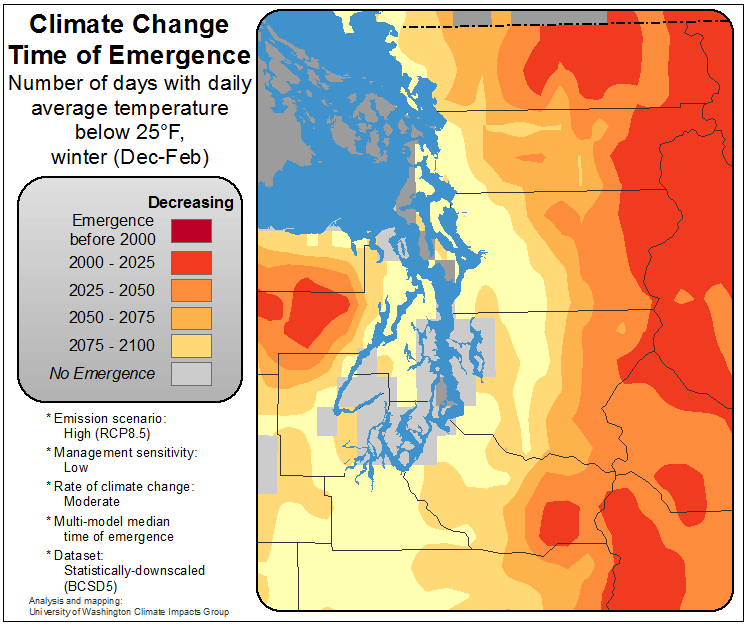 Climate Change
Time of Emergence
Number of days with daily
average temperature
below 25°F,
winter (Dec-Feb)
Decreasing
Emergence
before 2000
2000 - 2025
2025 - 2050
2050 - 2075
2075 - 2100
No Emergence
* Emission scenario:
High (RCP8.5)
* Management sensitivity:
Low
* Rate of climate change:
Moderate
* Multi-model median
time of emergence
* Dataset:
Statistically-downscaled
(BCSD5)
Analysis and mapping:
University of Washington Climate Impacts Group